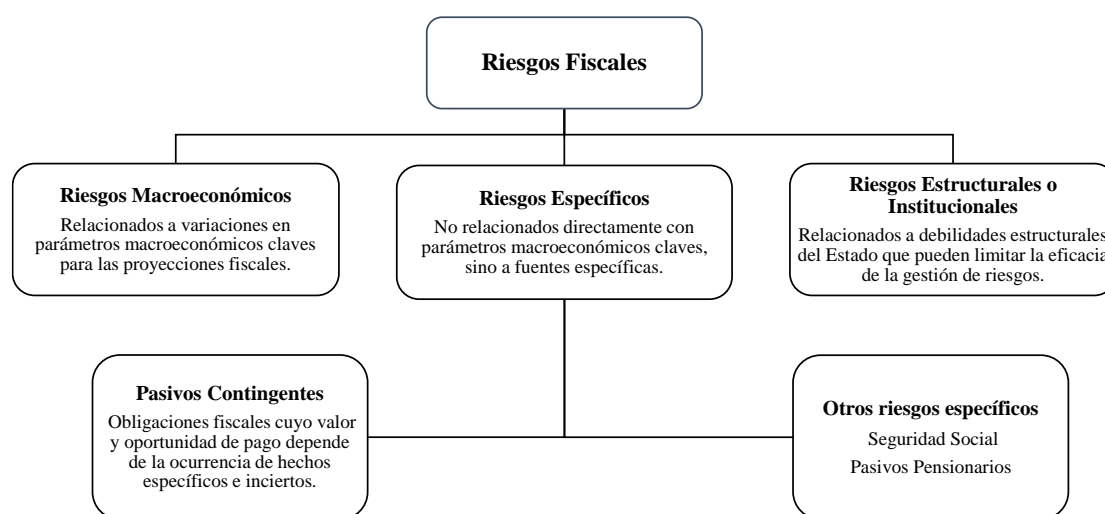 Riesgos Fiscales
Riesgos Macroeconómicos
Relacionados a variaciones en
parámetros macroeconómicos claves
para las proyecciones fiscales.
Riesgos Específicos
No relacionados directamente con
parámetros macroeconómicos claves,
sino a fuentes específicas.
Riesgos Estructurales o
Institucionales
Relacionados a debilidades estructurales
del Estado que pueden limitar la eficacia
de la gestión de riesgos.
Pasivos Contingentes
Obligaciones fiscales cuyo valor
y oportunidad de pago depende
de la ocurrencia de hechos
específicos e inciertos.
Otros riesgos específicos
Seguridad Social
Pasivos Pensionarios